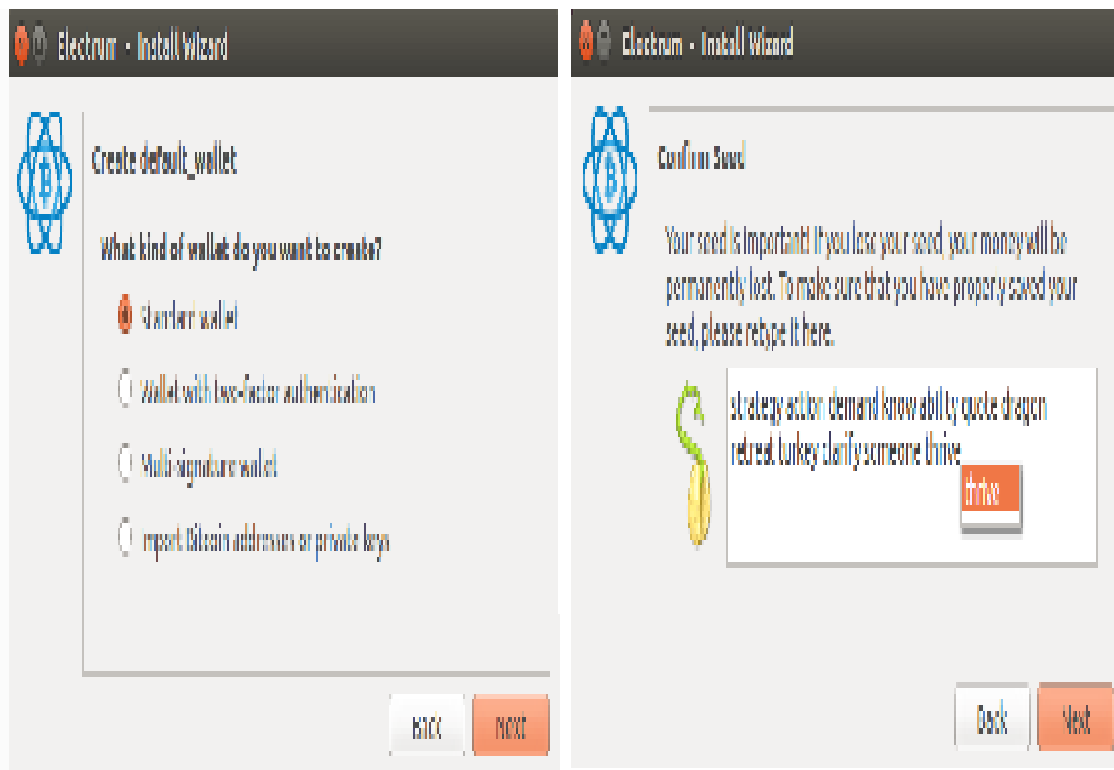 Electrum - Install Wizard
Create default_wallet
What kind of wallet do you want to create?
Standard wallet
Wallet with two-factor authentication
Multi-signature wallet
Import Bitcoin addresses or private keys
Back
Next
Electrum - Install Wizard
Confirm Seed
Your seed is important! If you lose your seed, your money will be
permanently lost. To make sure that you have properly saved your
seed, please retype it here.
strategy action demand know ability quote dragon
retreat turkey clarify someone thrive
thrive
Back
Next